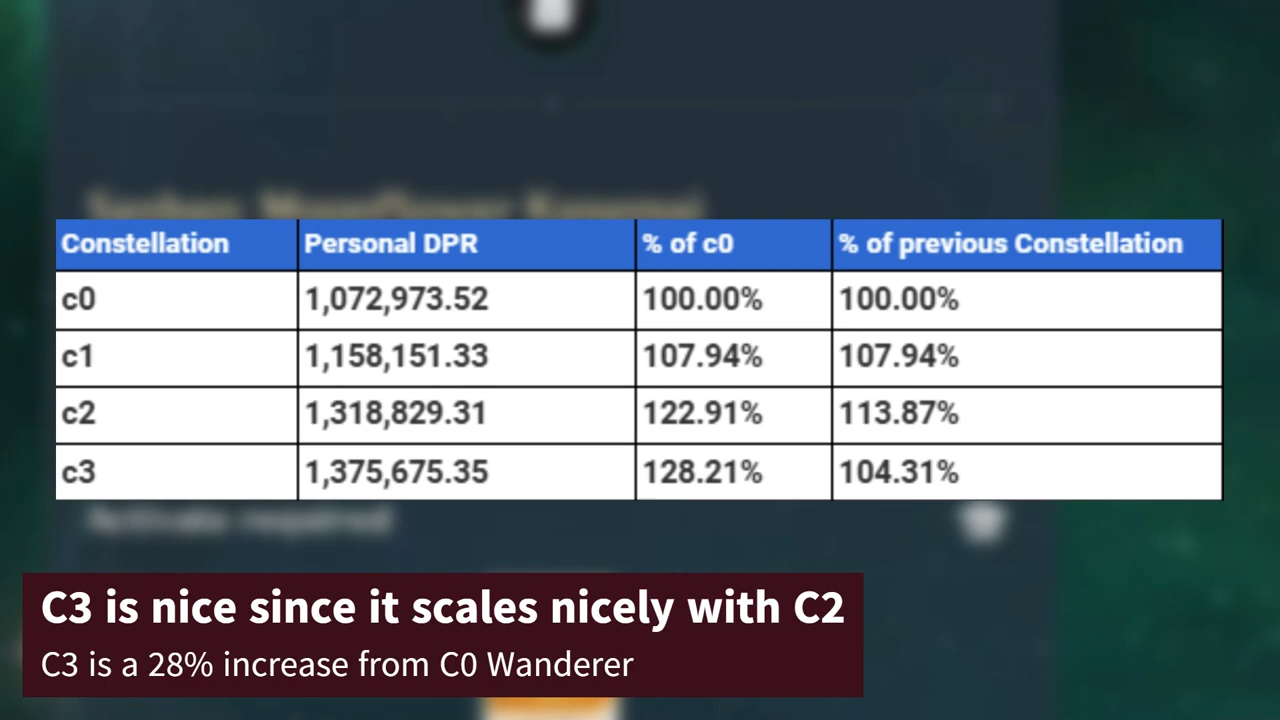 Constellation Personal DPR % of c0 % of previous Constellation
c0 1,072,973.52 100.00% 100.00%
c1 1,158,151.33 107.94% 107.94%
c2 1,318,829.31 122.91% 113.87%
c3 1,375,675.35 128.21% 104.31%
Activate required
C3 is nice since it scales nicely with C2
C3 is a 28% increase from C0 Wanderer